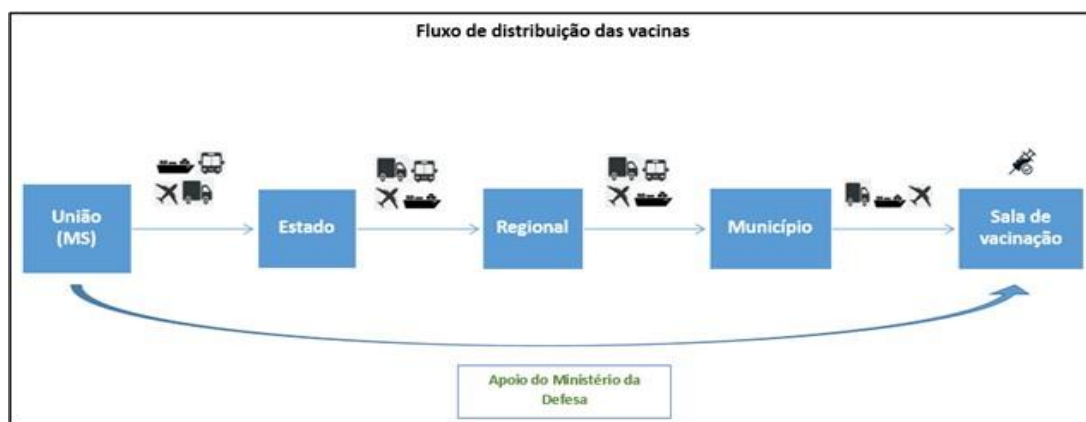 Fluxo de distribuição das vacinas
União
(MS)
Estado
Regional
Município
Sala de
vacinação
Apoio do Ministério da
Defesa